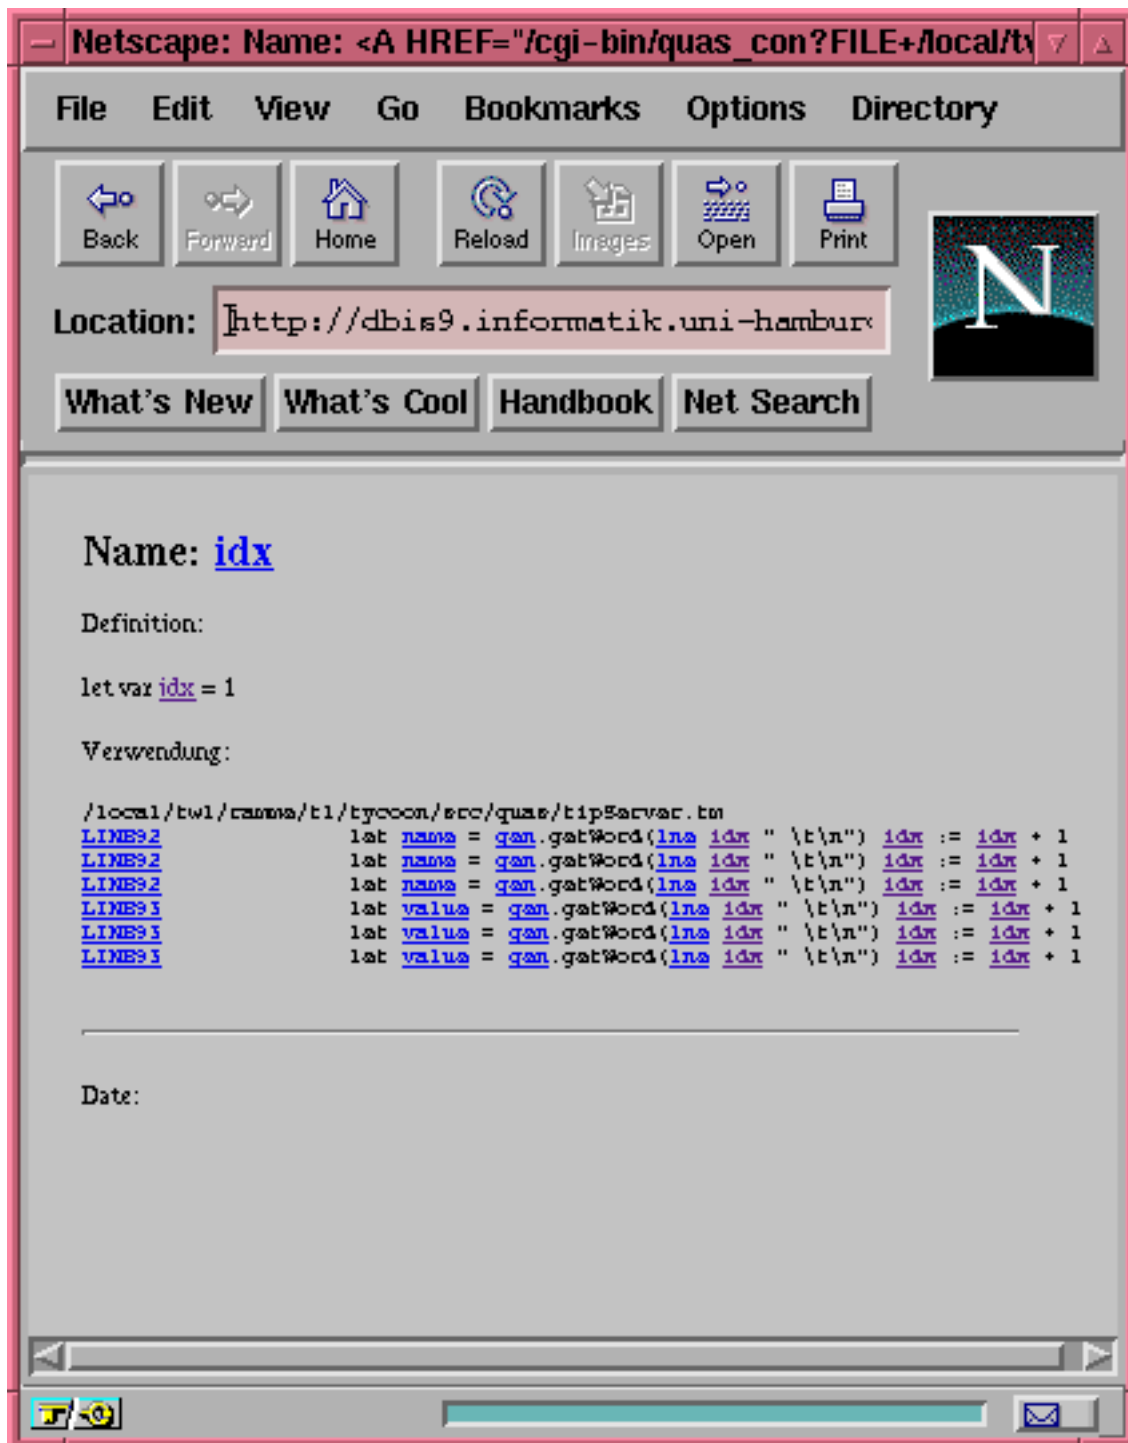 Netscape: Name: <A HREF="/cgi-bin/quas_con?FILE+/local/tw
File Edit View Go Bookmarks Options Directory
Back Forward Home Reload Images Open Print
N
Location: http://dbis9.informatik.uni-hambur
What's New What's Cool Handbook Net Search
Name: idx
Definition:
let var idx = 1
Verwendung:
/local/tw1/ramma/tl/tycoon/src/quas/tipServer.tm
LINE92 let name = gen.getWord(lne idx " \t\n") idx := idx + 1
LINE92 let name = gen.getWord(lne idx " \t\n") idx := idx + 1
LINE92 let name = gen.getWord(lne idx " \t\n") idx := idx + 1
LINE93 let value = gen.getWord(lne idx " \t\n") idx := idx + 1
LINE93 let value = gen.getWord(lne idx " \t\n") idx := idx + 1
LINE93 let value = gen.getWord(lne idx " \t\n") idx := idx + 1
Date: